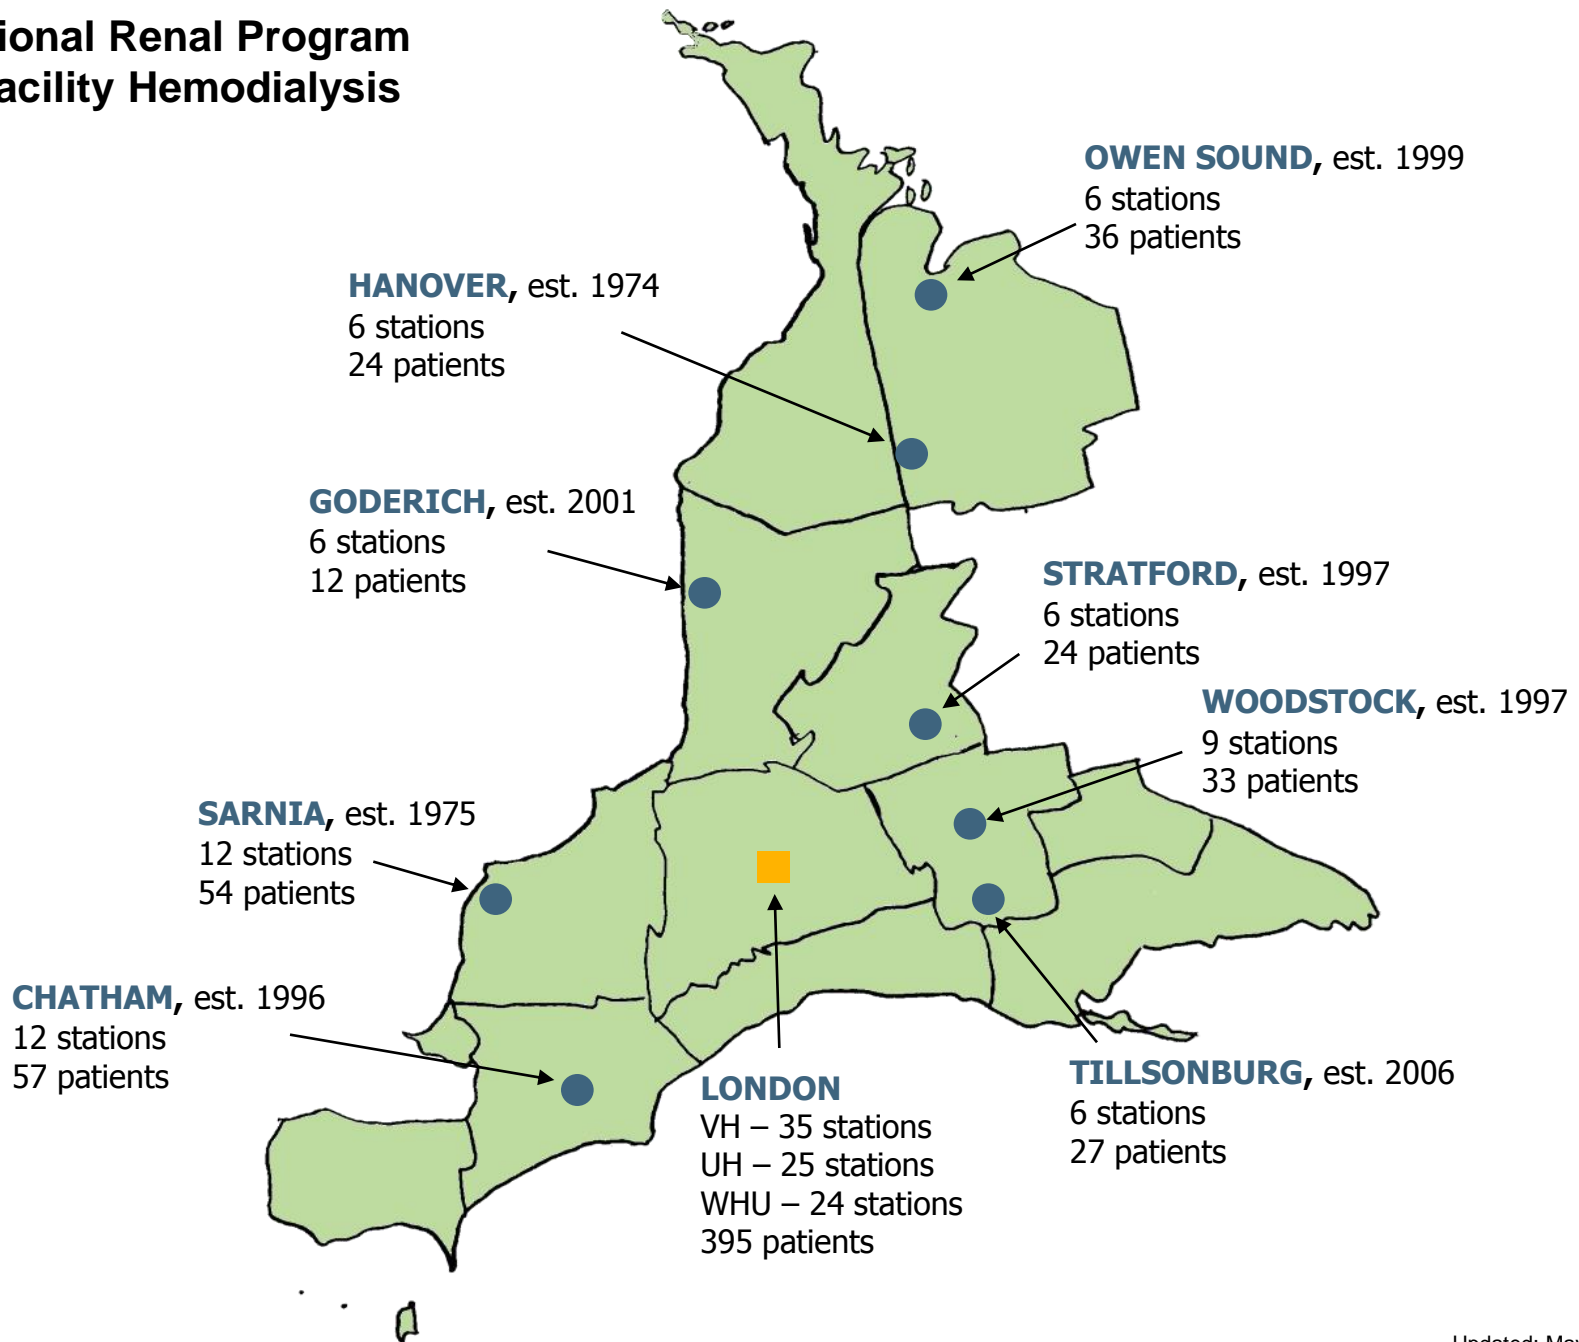 ional Renal Program
acility Hemodialysis
OWEN SOUND, est. 1999
6 stations
36 patients
HANOVER, est. 1974
6 stations
24 patients
GODERICH, est. 2001
6 stations
12 patients
STRATFORD, est. 1997
6 stations
24 patients
WOODSTOCK, est. 1997
9 stations
33 patients
SARNIA, est. 1975
12 stations
54 patients
CHATHAM, est. 1996
12 stations
57 patients
LONDON
VH – 35 stations
UH – 25 stations
WHU – 24 stations
395 patients
TILLSONBURG, est. 2006
6 stations
27 patients
Updated: May